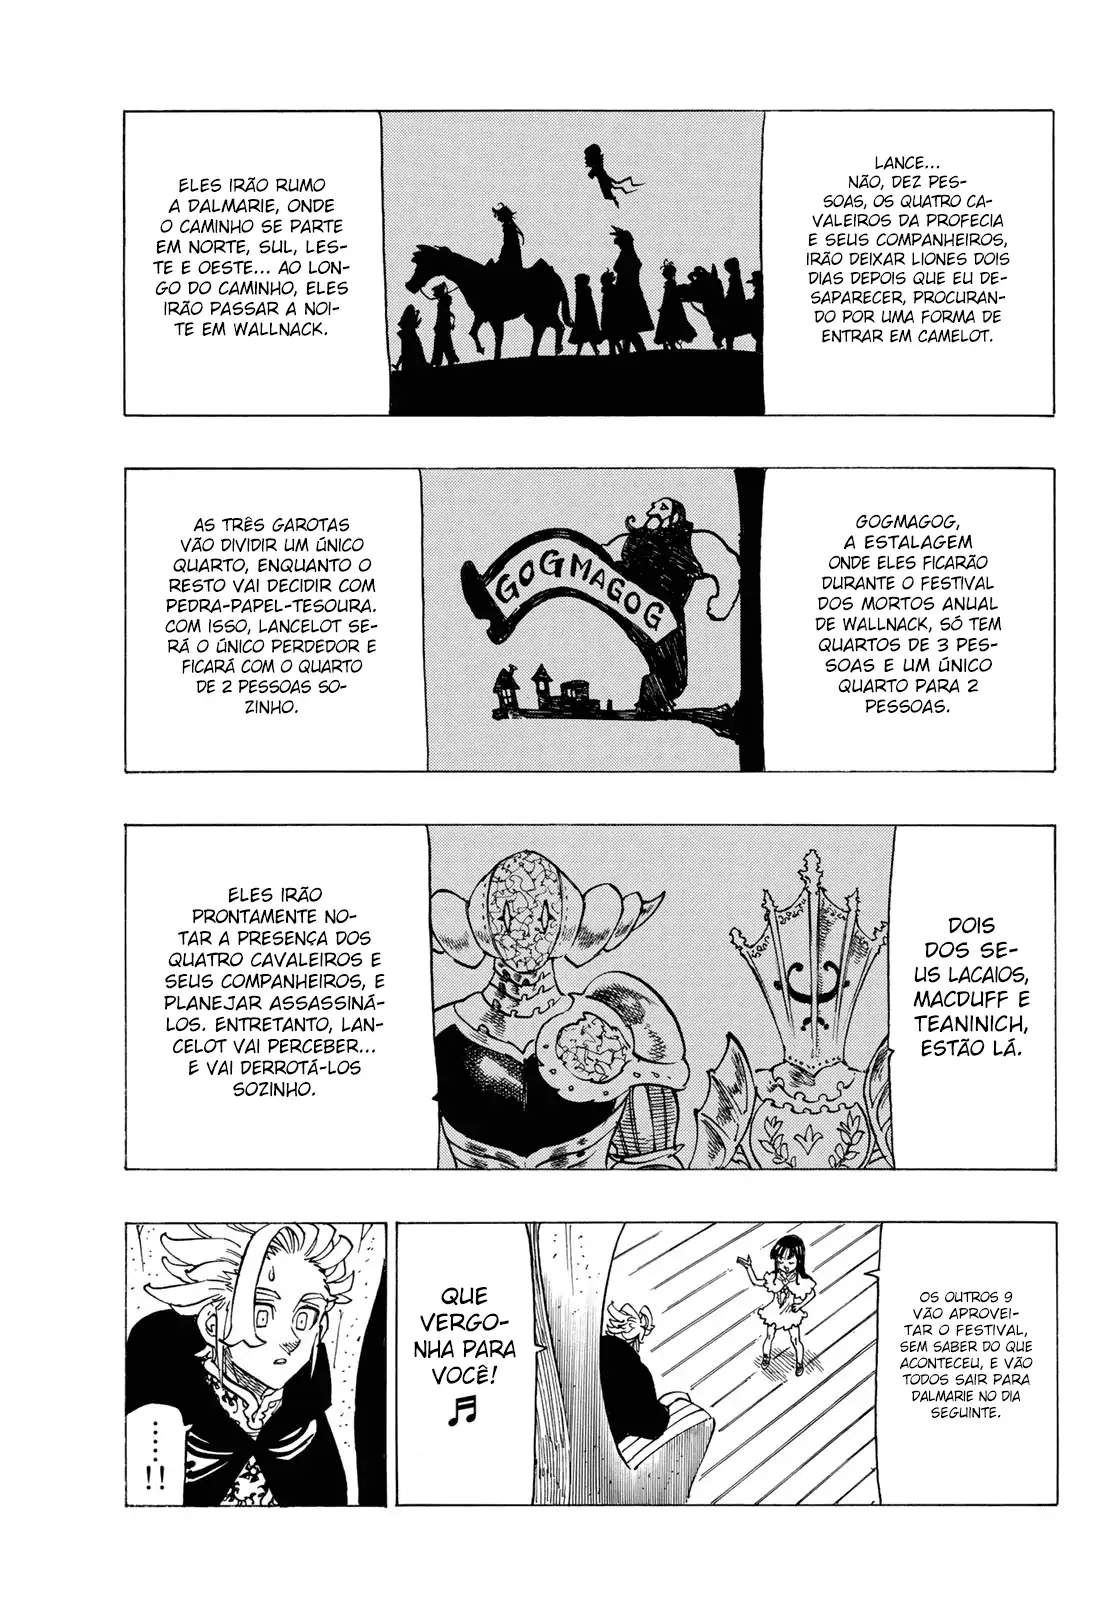 LANCE...
NÃO, DEZ PES-
SOAS, OS QUATRO CA-
VALEIROS DA PROFECIA
E SEUS COMPANHEIROS,
IRÃO DEIXAR LIONES DOIS
DIAS DEPOIS QUE EU DE-
SAPARECER, PROCURAN-
DO POR UMA FORMA DE
ENTRAR EM CAMELOT.
ELES IRÃO RUMO
A DALMARIE, ONDE
O CAMINHO SE PARTE
EM NORTE, SUL, LES-
TE E OESTE... AO LON-
GO DO CAMINHO, ELES
IRÃO PASSAR A NOI-
TE EM WALLNACK.
GOGMAGOG,
A ESTALAGEM
ONDE ELES FICARÃO
DURANTE O FESTIVAL
DOS MORTOS ANUAL
DE WALLNACK, SÓ TEM
QUARTOS DE 3 PES-
SOAS E UM ÚNICO
QUARTO PARA 2
PESSOAS.
GOGMAGOG
AS TRÊS GAROTAS
VÃO DIVIDIR UM ÚNICO
QUARTO, ENQUANTO O
RESTO VAI DECIDIR COM
PEDRA-PAPEL-TESOURA.
COM ISSO, LANCELOT SE-
RÁ O ÚNICO PERDEDOR E
FICARÁ COM O QUARTO
DE 2 PESSOAS SO-
ZINHO.
DOIS
DOS SE-
US LACAIOS,
MACDUFF E
TEANINICH,
ESTÃO LÁ.
ELES IRÃO
PRONTAMENTE NO-
TAR A PRESENÇA DOS
QUATRO CAVALEIROS E
SEUS COMPANHEIROS, E
PLANEJAR ASSASSINÁ-
LOS. ENTRETANTO, LAN-
CELOT VAI PERCEBER...
E VAI DERROTÁ-LOS
SOZINHO.
OS OUTROS 9
VÃO APROVEI-
TAR O FESTIVAL,
SEM SABER DO QUE
ACONTECEU, E VÃO
TODOS SAIR PARA
DALMARIE NO DIA
SEGUINTE.
QUE
VERGO-
NHA PARA
VOCÊ!
♬
......!!